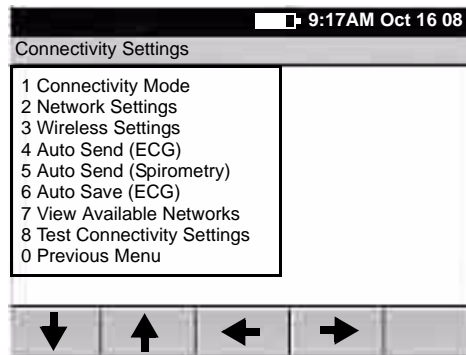 9:17AM Oct 16 08
Connectivity Settings
1 Connectivity Mode
2 Network Settings
3 Wireless Settings
4 Auto Send (ECG)
5 Auto Send (Spirometry)
6 Auto Save (ECG)
7 View Available Networks
8 Test Connectivity Settings
0 Previous Menu